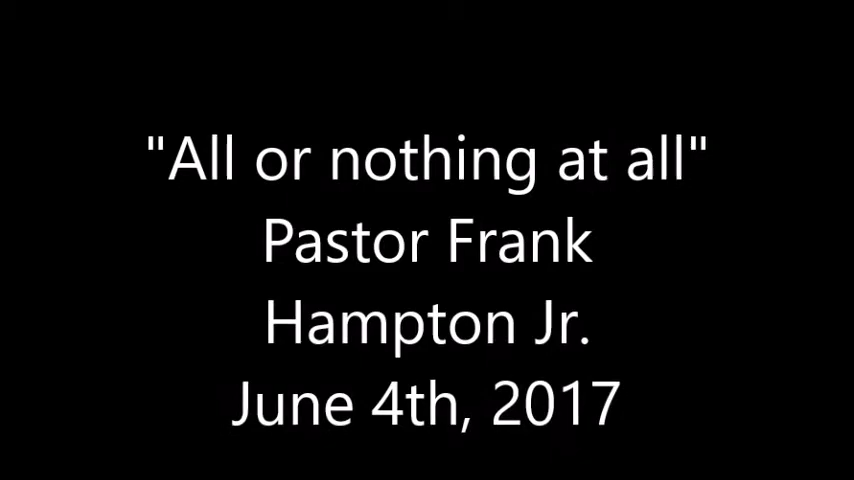 "All or nothing at all"
Pastor Frank
Hampton Jr.
June 4th, 2017